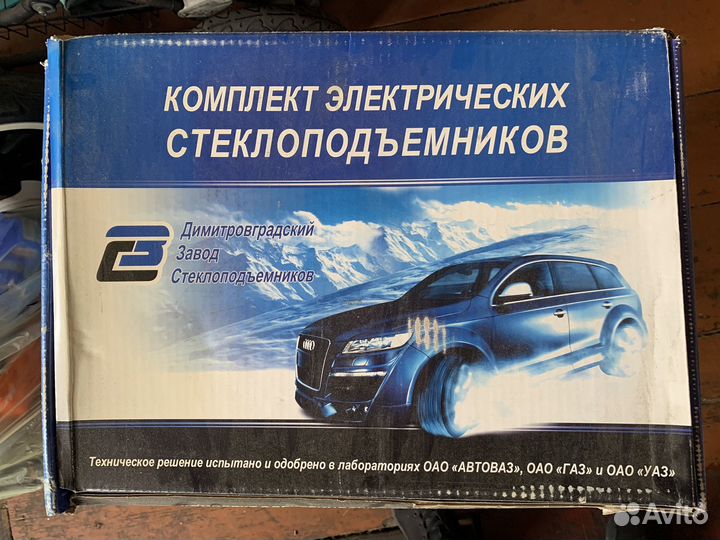 КОМПЛЕКТ ЭЛЕКТРИЧЕСКИХ
СТЕКЛОПОДЪЕМНИКОВ
Димитровградский
Завод
Стеклоподъемников
Техническое решение испытано и одобрено в лабораториях ОАО «АВТОВАЗ», ОАО «ГАЗ» и ОАО «УАЗ»
Avito